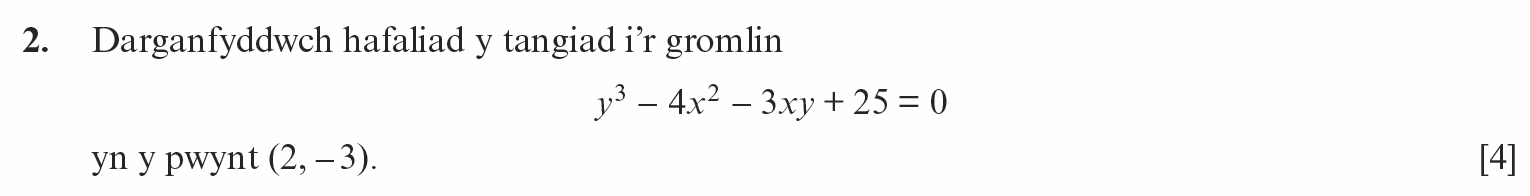 2. Darganfyddwch hafaliad y tangiad i’r gromlin
y³ – 4x² – 3xy + 25 = 0
yn y pwynt (2, –3). [4]